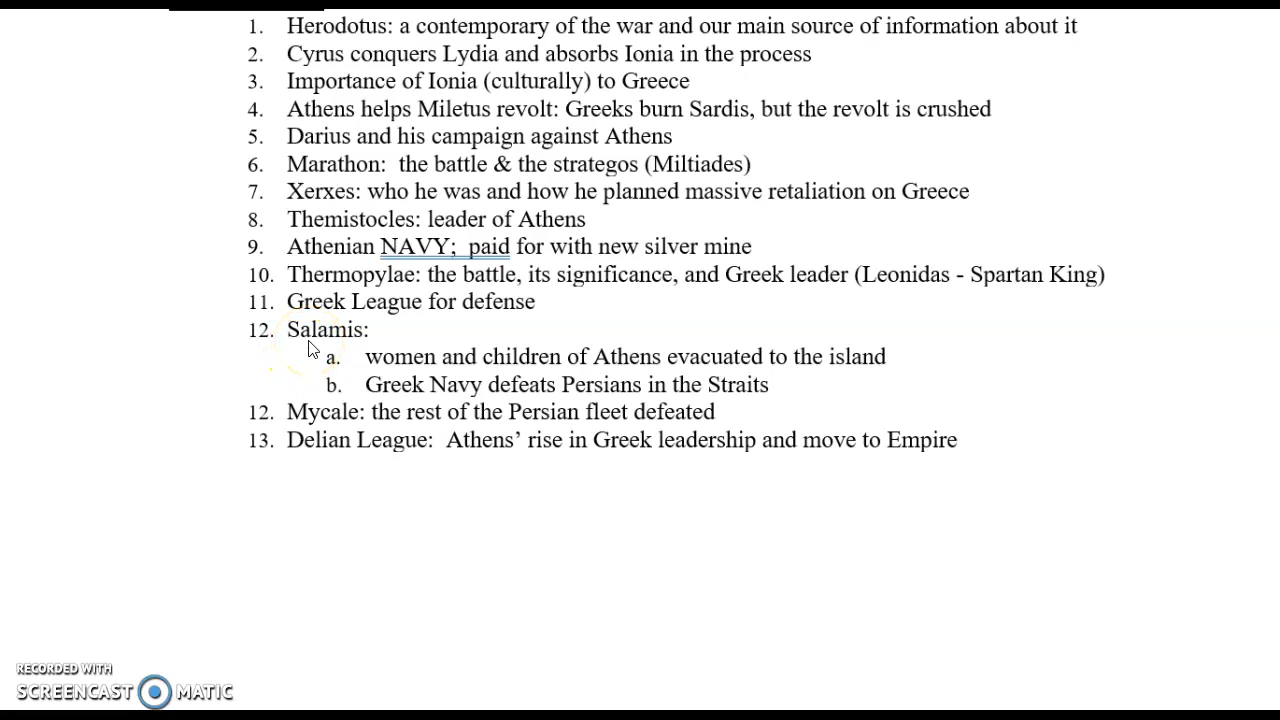 1. Herodotus: a contemporary of the war and our main source of information about it
2. Cyrus conquers Lydia and absorbs Ionia in the process
3. Importance of Ionia (culturally) to Greece
4. Athens helps Miletus revolt: Greeks burn Sardis, but the revolt is crushed
5. Darius and his campaign against Athens
6. Marathon:  the battle & the strategos (Miltiades)
7. Xerxes: who he was and how he planned massive retaliation on Greece
8. Themistocles: leader of Athens
9. Athenian NAVY;  paid for with new silver mine
10. Thermopylae: the battle, its significance, and Greek leader (Leonidas - Spartan King)
11. Greek League for defense
12. Salamis:
a. women and children of Athens evacuated to the island
b. Greek Navy defeats Persians in the Straits
12. Mycale: the rest of the Persian fleet defeated
13. Delian League:  Athens’ rise in Greek leadership and move to Empire
RECORDED WITH
SCREENCAST MATIC